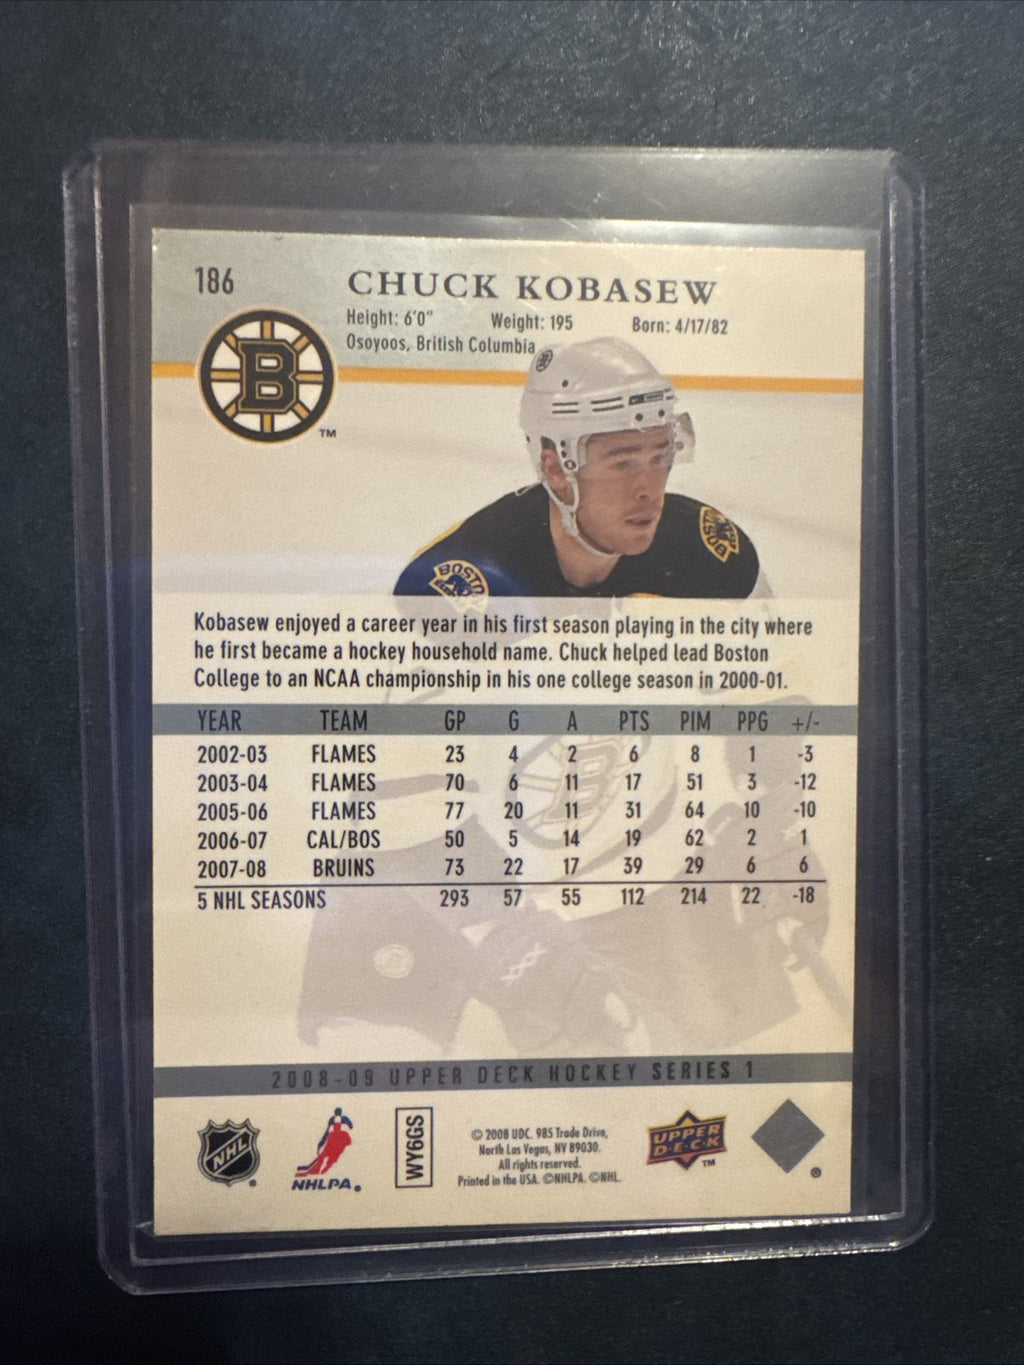 186
CHUCK KOBASEW
Height: 6'0" Weight: 195 Born: 4/17/82
Osoyoos, British Columbia
B
TM
BOSTON
Kobasew enjoyed a career year in his first season playing in the city where
he first became a hockey household name. Chuck helped lead Boston
College to an NCAA championship in his one college season in 2000-01.
YEAR TEAM GP G A PTS PIM PPG +/-
2002-03 FLAMES 23 4 2 6 8 1 -3
2003-04 FLAMES 70 6 11 17 51 3 -12
2005-06 FLAMES 77 20 11 31 64 10 -10
2006-07 CAL/BOS 50 5 14 19 62 2 1
2007-08 BRUINS 73 22 17 39 29 6 6
5 NHL SEASONS 293 57 55 112 214 22 -18
2008-09 UPPER DECK HOCKEY SERIES 1
NHL ®
NHLPA®
WY6GS
© 2008 UDC. 985 Trade Drive,
North Las Vegas, NV 89030.
All rights reserved.
Printed in the USA. ©NHLPA. ©NHL.
UPPER
D·E·C·K
TM
®